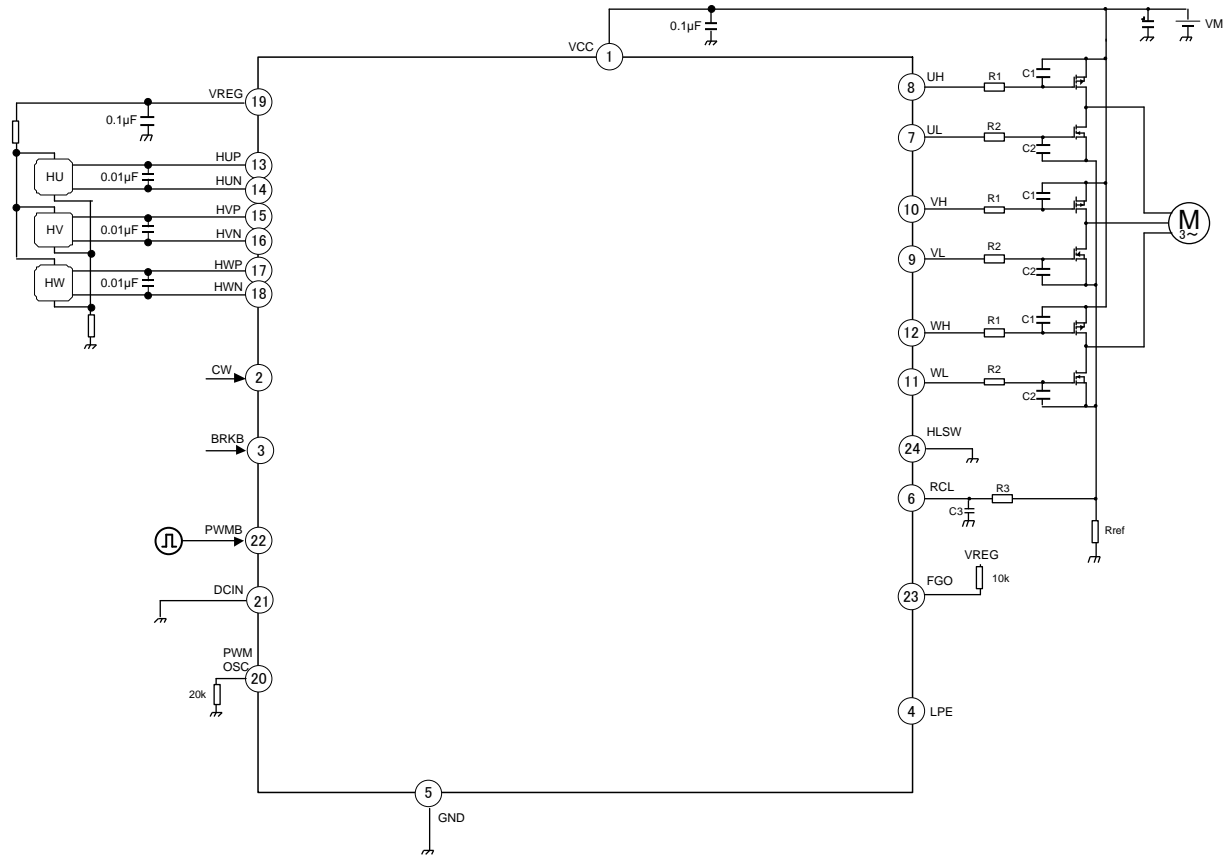 0.1µF
VM
VCC
1
VREG
19
0.1µF
HU
0.01µF
HUP
13
HUN
14
HV
0.01µF
HVP
15
HVN
16
HW
0.01µF
HWP
17
HWN
18
CW
2
BRKB
3
PWMB
22
DCIN
21
PWM
OSC
20
20k
5
GND
8
UH
R1
C1
7
UL
R2
C2
10
VH
R1
C1
9
VL
R2
C2
12
WH
R1
C1
11
WL
R2
C2
M
3~
24
HLSW
6
RCL
R3
C3
Rref
VREG
10k
23
FGO
4
LPE